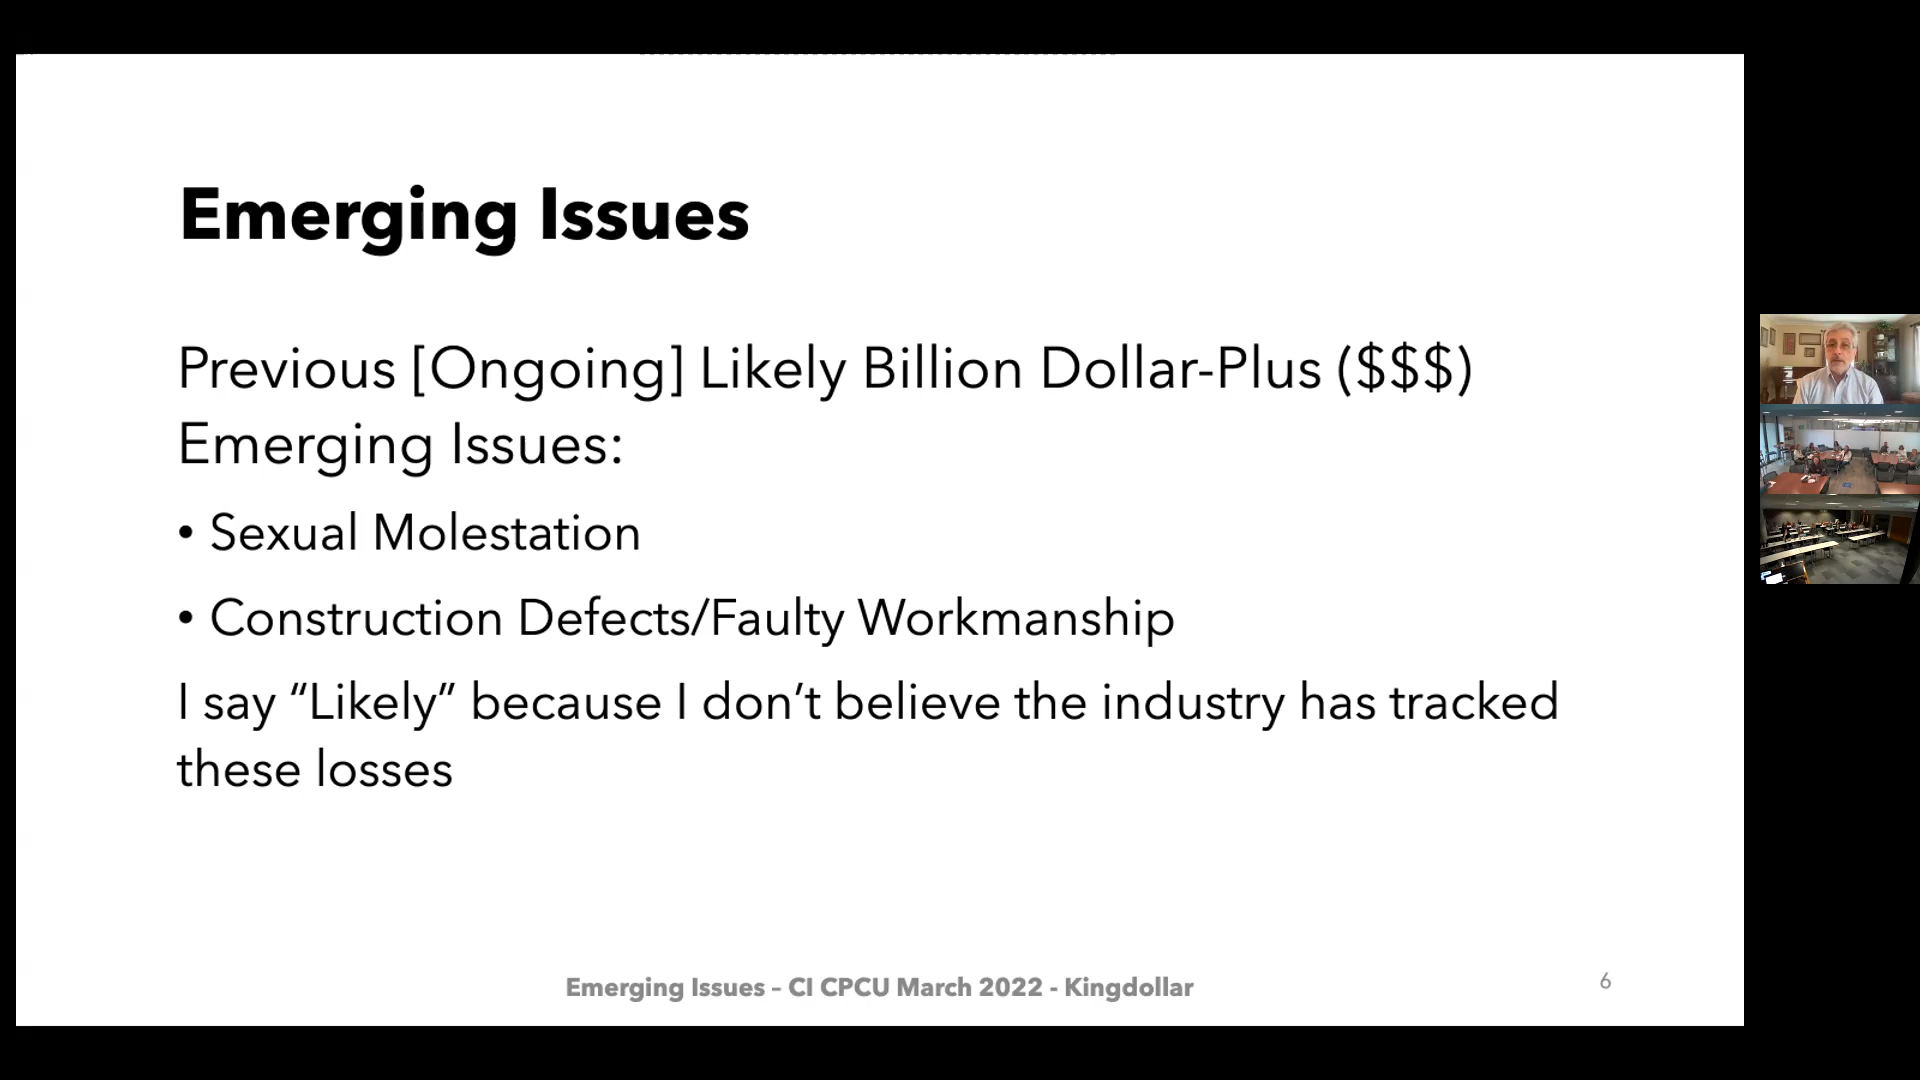 Emerging Issues
Previous [Ongoing] Likely Billion Dollar-Plus ($$$)
Emerging Issues:
• Sexual Molestation
• Construction Defects/Faulty Workmanship
I say “Likely” because I don’t believe the industry has tracked
these losses
Emerging Issues – CI CPCU March 2022 - Kingdollar
6